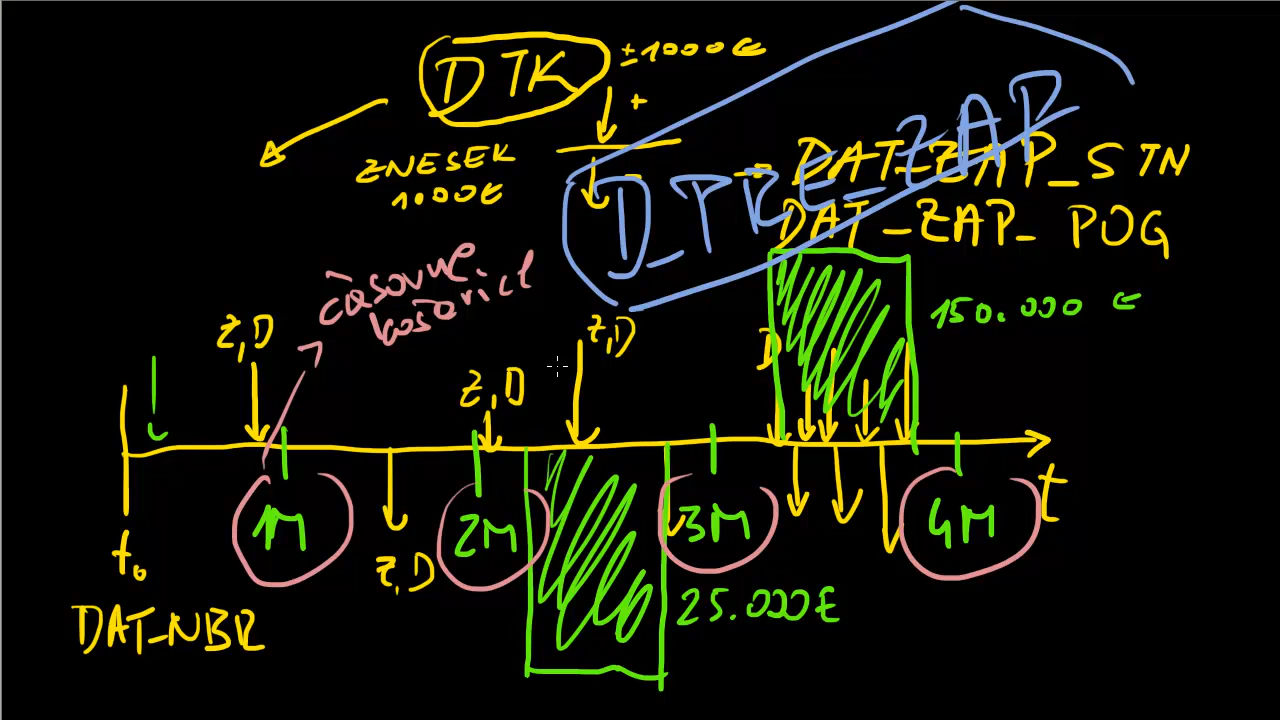 DTK ±1000€
+
ZNESEK
1000€
-
D_PRE_ZAP
- DAT_ZAP_STN
DAT_ZAP_POG
časovne
košarice
150.000 €
Z,D
Z,D
Z,D
D
1M
2M
3M
4M
t
t₀
Z,D
25.000€
DAT_NBR